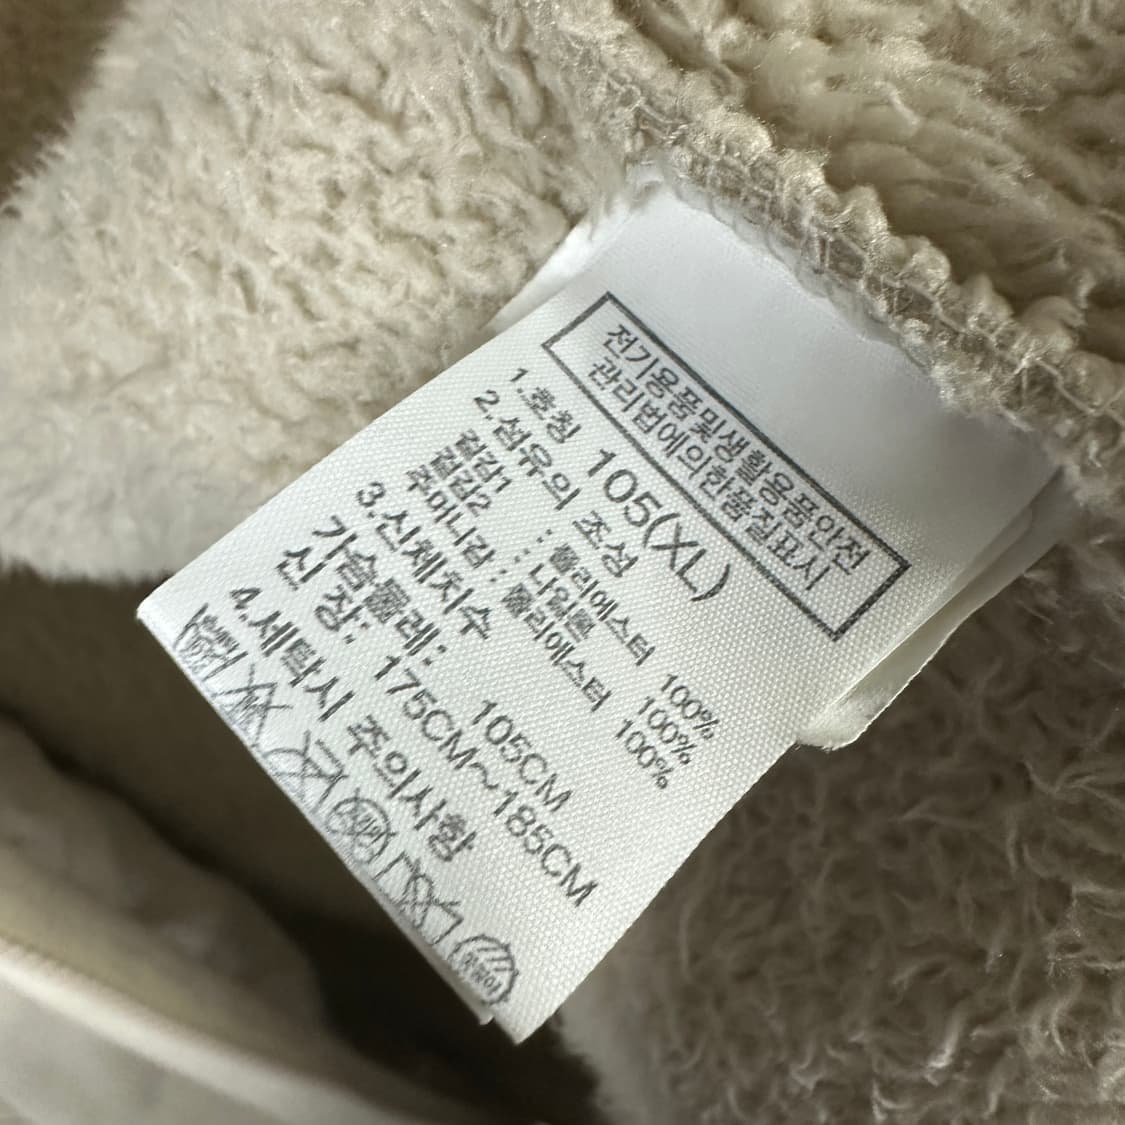 전기용품및생활용품안전
관리법에의한품질표시
1.호칭 105(XL)
2.섬유의 조성
컬러1 : 폴리에스터 100%
컬러2 : 나일론 100%
주머니감 : 폴리에스터 100%
3.신체치수
가슴둘레: 105CM
신 장: 175CM~185CM
4.세탁시 주의사항